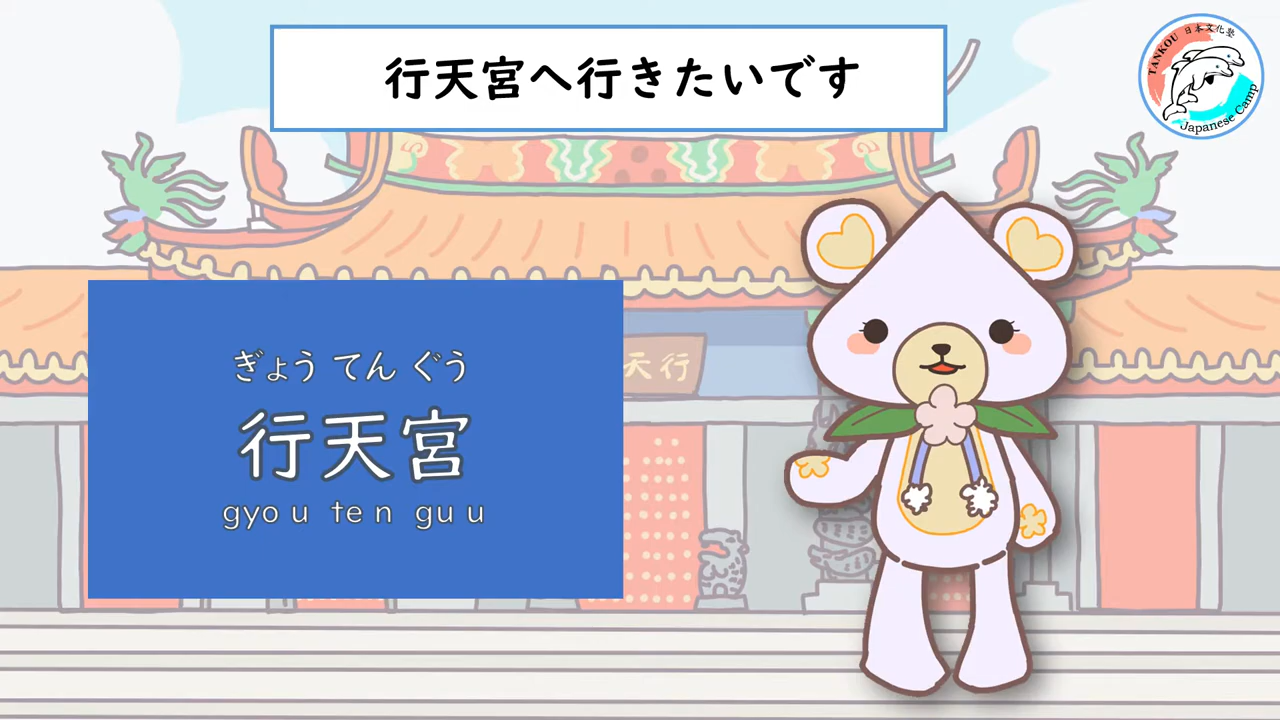 行天宮へ行きたいです
TANKOU 日本文化塾
Japanese Camp
ぎょう てん ぐう
行天宮
gyo u te n gu u
天行